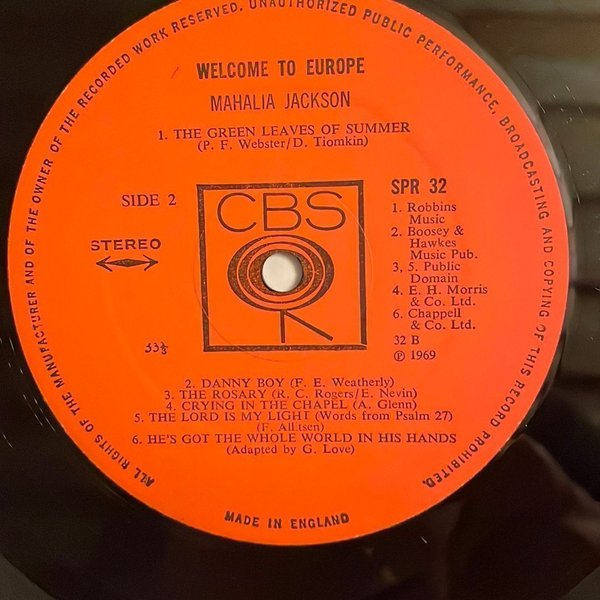 ALL RIGHTS OF THE MANUFACTURER AND OF THE OWNER OF THE RECORDED WORK RESERVED. UNAUTHORIZED PUBLIC PERFORMANCE, BROADCASTING AND COPYING OF THIS RECORD PROHIBITED.
WELCOME TO EUROPE
MAHALIA JACKSON
1. THE GREEN LEAVES OF SUMMER
(P. F. Webster/D. Tiomkin)
SIDE 2
STEREO
33⅓
CBS
SPR 32
1. Robbins
Music
2. Boosey &
Hawkes
Music Pub.
3, 5. Public
Domain
4. E. H. Morris
& Co. Ltd.
6. Chappell
& Co. Ltd.
32 B
℗ 1969
2. DANNY BOY (F. E. Weatherly)
3. THE ROSARY (R. C. Rogers/E. Nevin)
4. CRYING IN THE CHAPEL (A. Glenn)
5. THE LORD IS MY LIGHT (Words from Psalm 27)
(F. Allitsen)
6. HE'S GOT THE WHOLE WORLD IN HIS HANDS
(Adapted by G. Love)
MADE IN ENGLAND